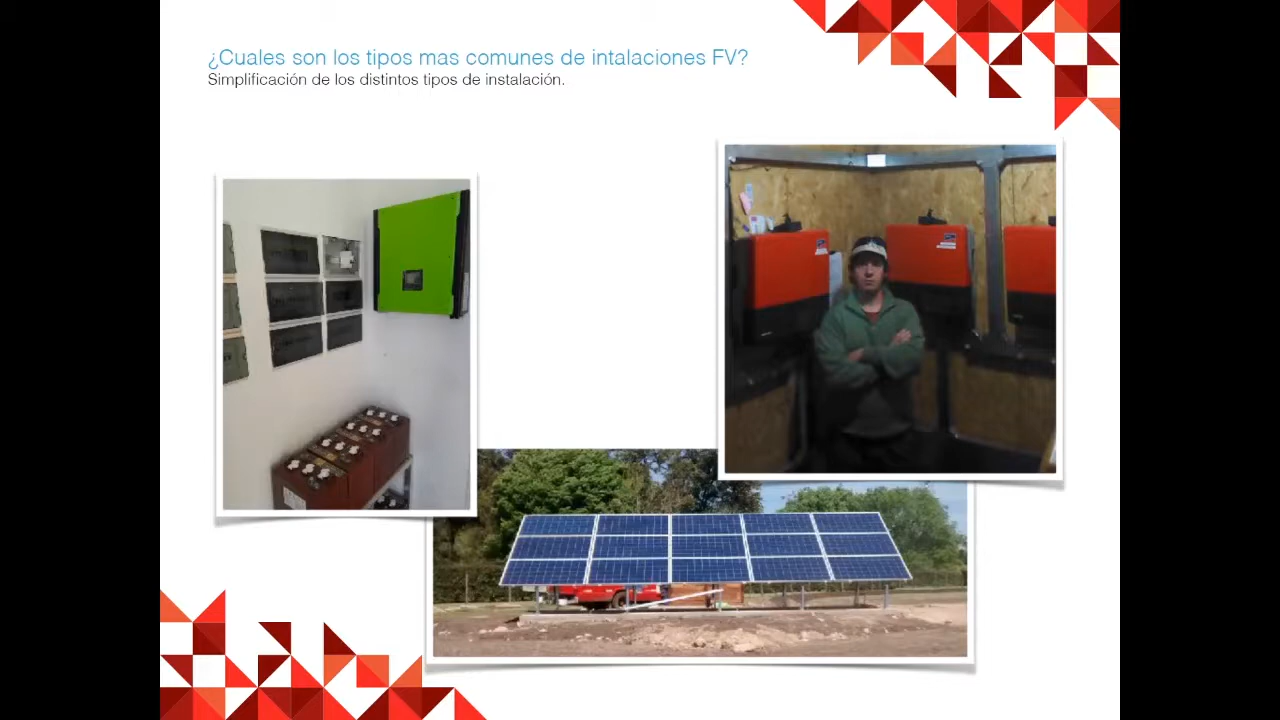 ¿Cuales son los tipos mas comunes de intalaciones FV?
Simplificación de los distintos tipos de instalación.